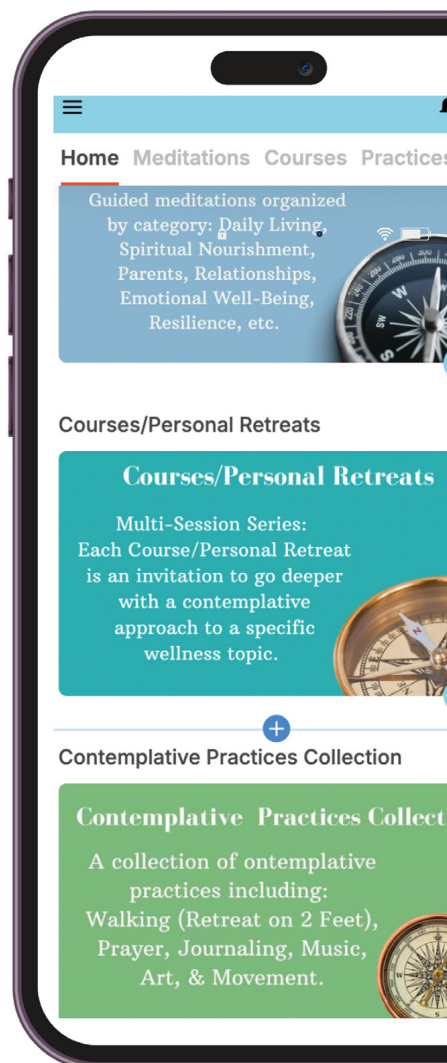 Home Meditations Courses Practices
Guided meditations organized
by category: Daily Living,
Spiritual Nourishment,
Parents, Relationships,
Emotional Well-Being,
Resilience, etc.
Courses/Personal Retreats
Courses/Personal Retreats
Multi-Session Series:
Each Course/Personal Retreat
is an invitation to go deeper
with a contemplative
approach to a specific
wellness topic.
Contemplative Practices Collection
Contemplative Practices Collect
A collection of ontemplative
practices including:
Walking (Retreat on 2 Feet),
Prayer, Journaling, Music,
Art, & Movement.